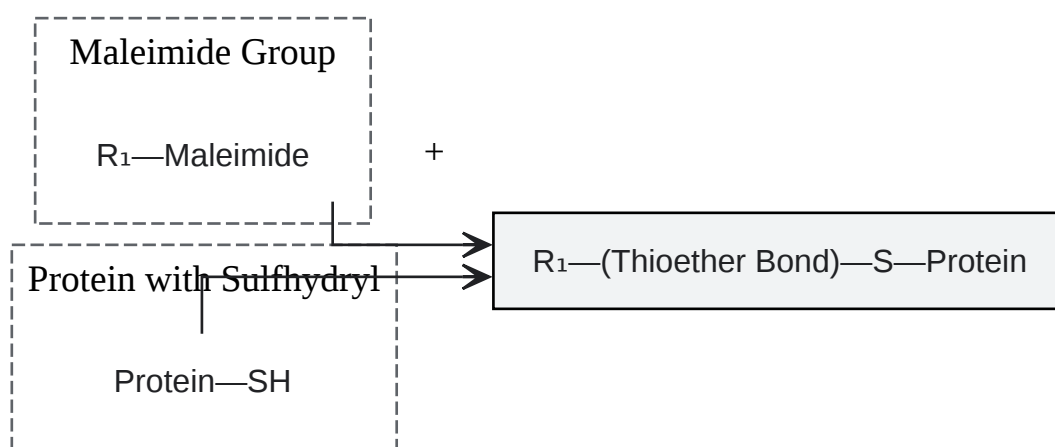 Maleimide Group
R₁—Maleimide
+
R₁—(Thioether Bond)—S—Protein
Protein with Sulfhydryl
Protein—SH